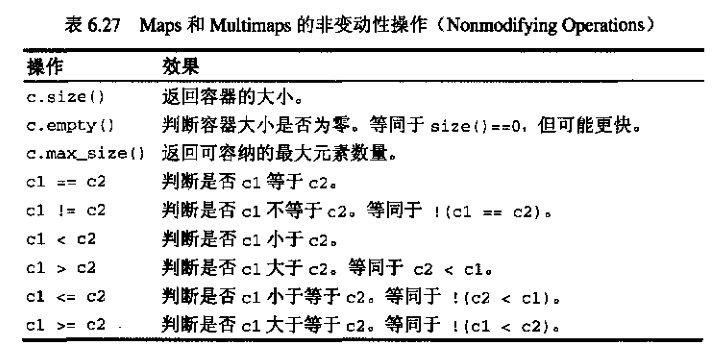 表 6.27 Maps 和 Multimaps 的非变动性操作（Nonmodifying Operations）
操作 效果
c.size() 返回容器的大小。
c.empty() 判断容器大小是否为零。等同于 size()==0，但可能更快。
c.max_size() 返回可容纳的最大元素数量。
c1 == c2 判断是否 c1 等于 c2。
c1 != c2 判断是否 c1 不等于 c2。等同于 !(c1 == c2)。
c1 < c2 判断是否 c1 小于 c2。
c1 > c2 判断是否 c1 大于 c2。等同于 c2 < c1。
c1 <= c2 判断是否 c1 小于等于 c2。等同于 !(c2 < c1)。
c1 >= c2 判断是否 c1 大于等于 c2。等同于 !(c1 < c2)。